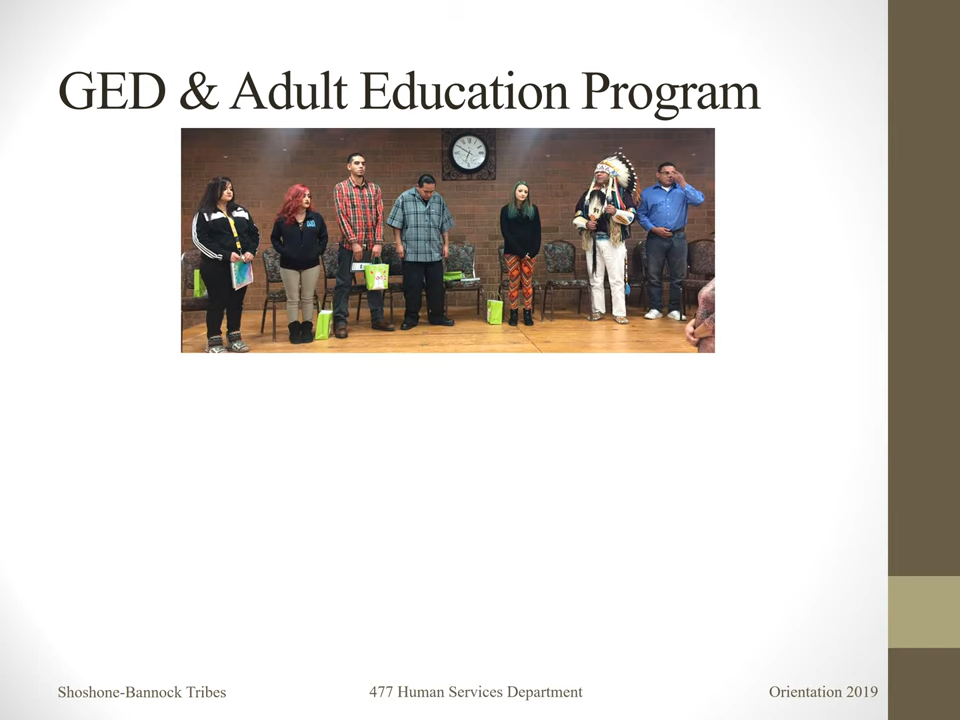 GED & Adult Education Program
Shoshone-Bannock Tribes
477 Human Services Department
Orientation 2019